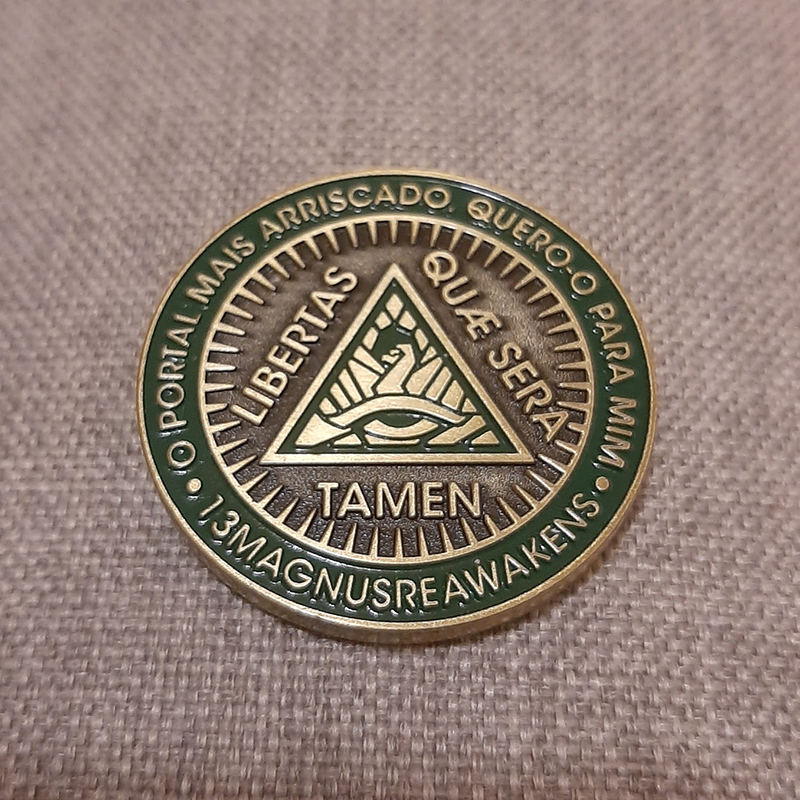 O PORTAL MAIS ARRISCADO. QUERO-O PARA MIM.
LIBERTAS
QUÆ SERA
TAMEN
13MAGNUSREAWAKENS